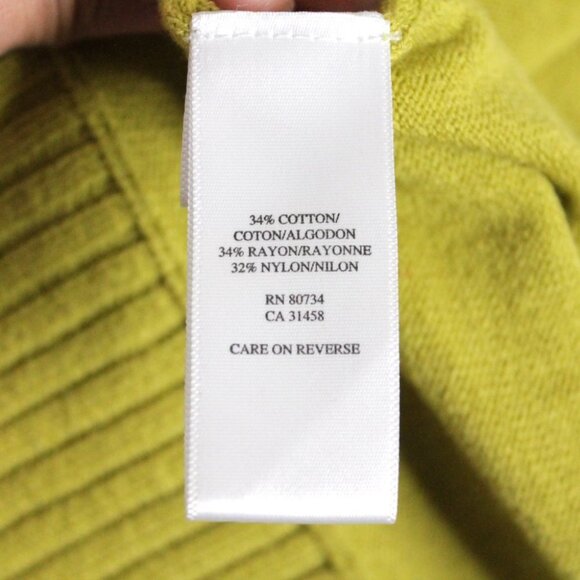 34% COTTON/
COTON/ALGODON
34% RAYON/RAYONNE
32% NYLON/NILON
RN 80734
CA 31458
CARE ON REVERSE